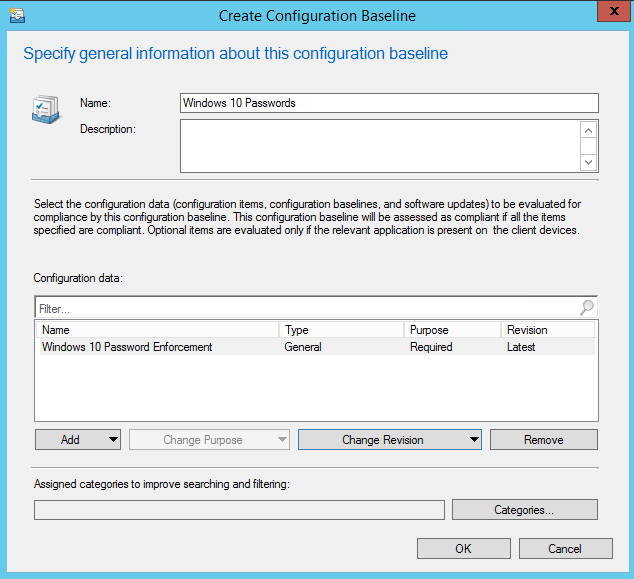 Create Configuration Baseline
x
Specify general information about this configuration baseline
Name:
Windows 10 Passwords
Description:
Select the configuration data (configuration items, configuration baselines, and software updates) to be evaluated for
compliance by this configuration baseline. This configuration baseline will be assessed as compliant if all the items
specified are compliant. Optional items are evaluated only if the relevant application is present on the client devices.
Configuration data:
Filter...
Name Type Purpose Revision
Windows 10 Password Enforcement General Required Latest
Add Change Purpose Change Revision Remove
Assigned categories to improve searching and filtering:
Categories...
OK Cancel